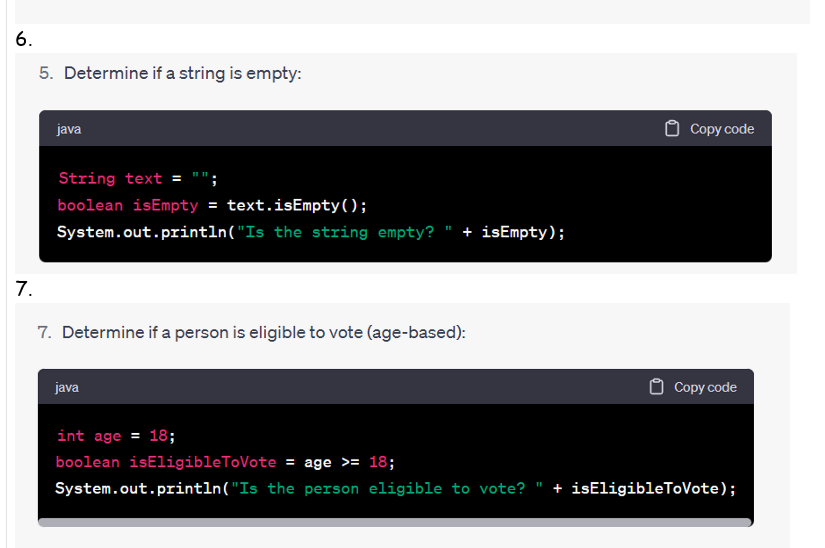 6.
5. Determine if a string is empty:
java Copy code
String text = "";
boolean isEmpty = text.isEmpty();
System.out.println("Is the string empty? " + isEmpty);
7.
7. Determine if a person is eligible to vote (age-based):
java Copy code
int age = 18;
boolean isEligibleToVote = age >= 18;
System.out.println("Is the person eligible to vote? " + isEligibleToVote);